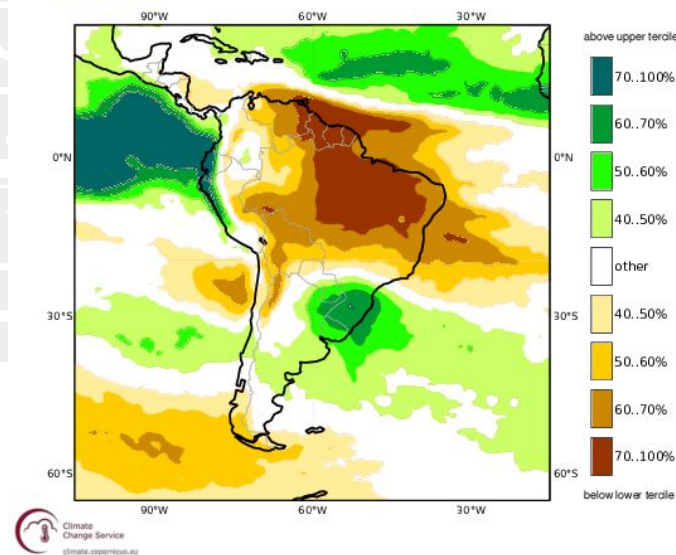 90°W 60°W 30°W
above upper tercile
70..100%
60..70%
0°N 0°N
50..60%
40..50%
other
30°S 30°S
40..50%
50..60%
60..70%
70..100%
60°S 60°S
below lower tercile
90°W 60°W 30°W
Climate
Change Service
climate.copernicus.eu